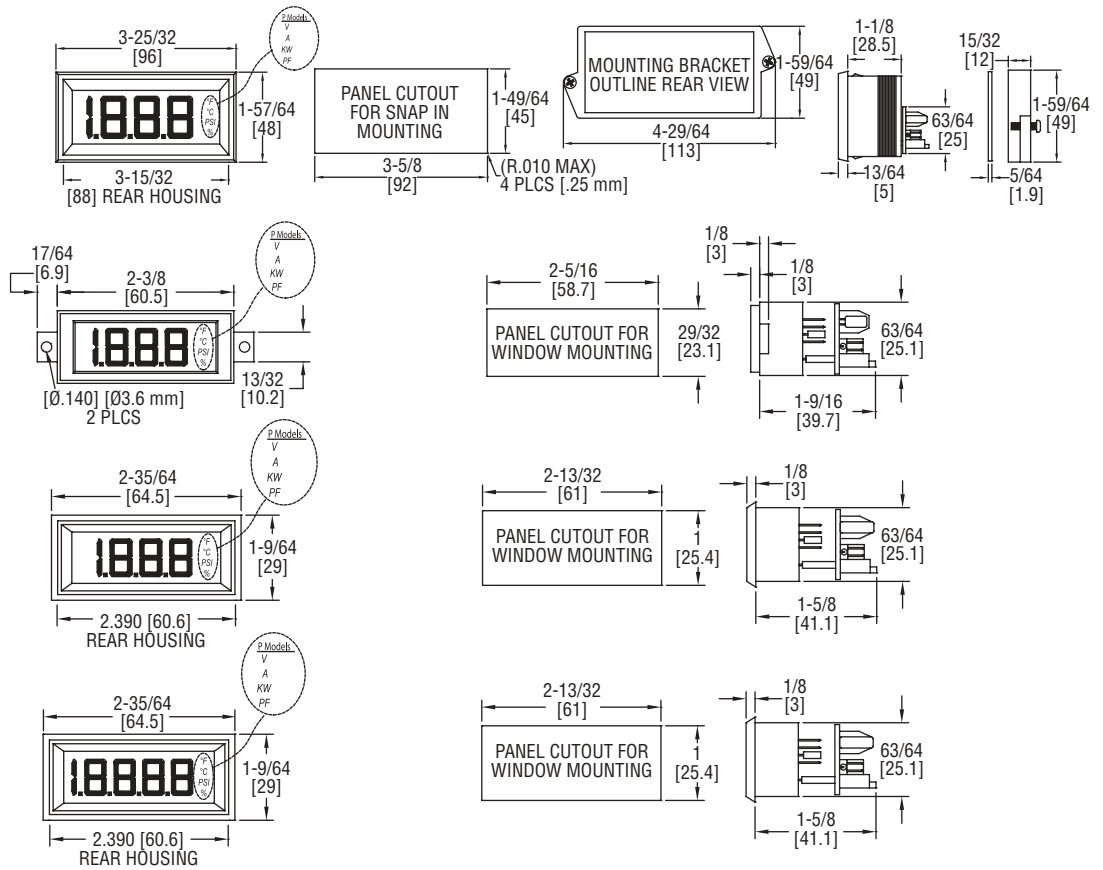 3-25/32
[96]
P Models
V
A
KW
PF
1.8.8.8
°F
°C
PSI
%
1-57/64
[48]
3-15/32
[88] REAR HOUSING
PANEL CUTOUT
FOR SNAP IN
MOUNTING
1-49/64
[45]
3-5/8
[92]
(R.010 MAX)
4 PLCS [.25 mm]
MOUNTING BRACKET
OUTLINE REAR VIEW
1-59/64
[49]
4-29/64
[113]
1-1/8
[28.5]
63/64
[25]
13/64
[5]
15/32
[12]
1-59/64
[49]
5/64
[1.9]
17/64
[6.9]
2-3/8
[60.5]
P Models
V
A
KW
PF
1.8.8.8
°F
°C
PSI
%
13/32
[10.2]
[Ø.140] [Ø3.6 mm]
2 PLCS
2-5/16
[58.7]
PANEL CUTOUT FOR
WINDOW MOUNTING
29/32
[23.1]
1/8
[3]
1/8
[3]
63/64
[25.1]
1-9/16
[39.7]
2-35/64
[64.5]
P Models
V
A
KW
PF
1.8.8.8
°F
°C
PSI
%
1-9/64
[29]
2.390 [60.6]
REAR HOUSING
2-13/32
[61]
PANEL CUTOUT FOR
WINDOW MOUNTING
1
[25.4]
1/8
[3]
63/64
[25.1]
1-5/8
[41.1]
2-35/64
[64.5]
P Models
V
A
KW
PF
1.8.8.8.8
°F
°C
PSI
%
1-9/64
[29]
2.390 [60.6]
REAR HOUSING
2-13/32
[61]
PANEL CUTOUT FOR
WINDOW MOUNTING
1
[25.4]
1/8
[3]
63/64
[25.1]
1-5/8
[41.1]